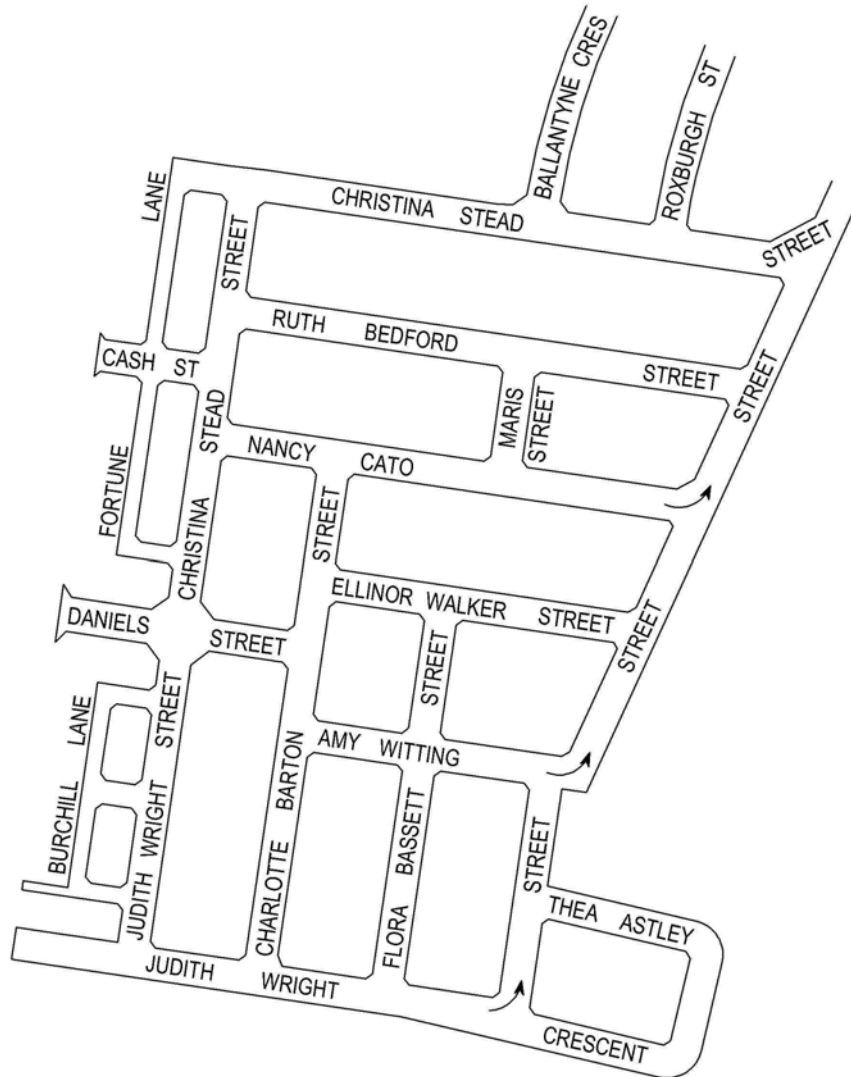 BALLANTYNE CRES
ROXBURGH ST
LANE
CHRISTINA STEAD
STREET
STREET
RUTH BEDFORD
STREET
CASH ST
STREET
MARIS
STREET
STEAD
NANCY
CATO
FORTUNE
STREET
CHRISTINA
ELLINOR WALKER STREET
DANIELS
STREET
STREET
STREET
LANE
STREET
AMY WITTING
BARTON
BURCHILL
WRIGHT
BASSETT
STREET
CHARLOTTE
THEA ASTLEY
JUDITH
FLORA
JUDITH WRIGHT
CRESCENT